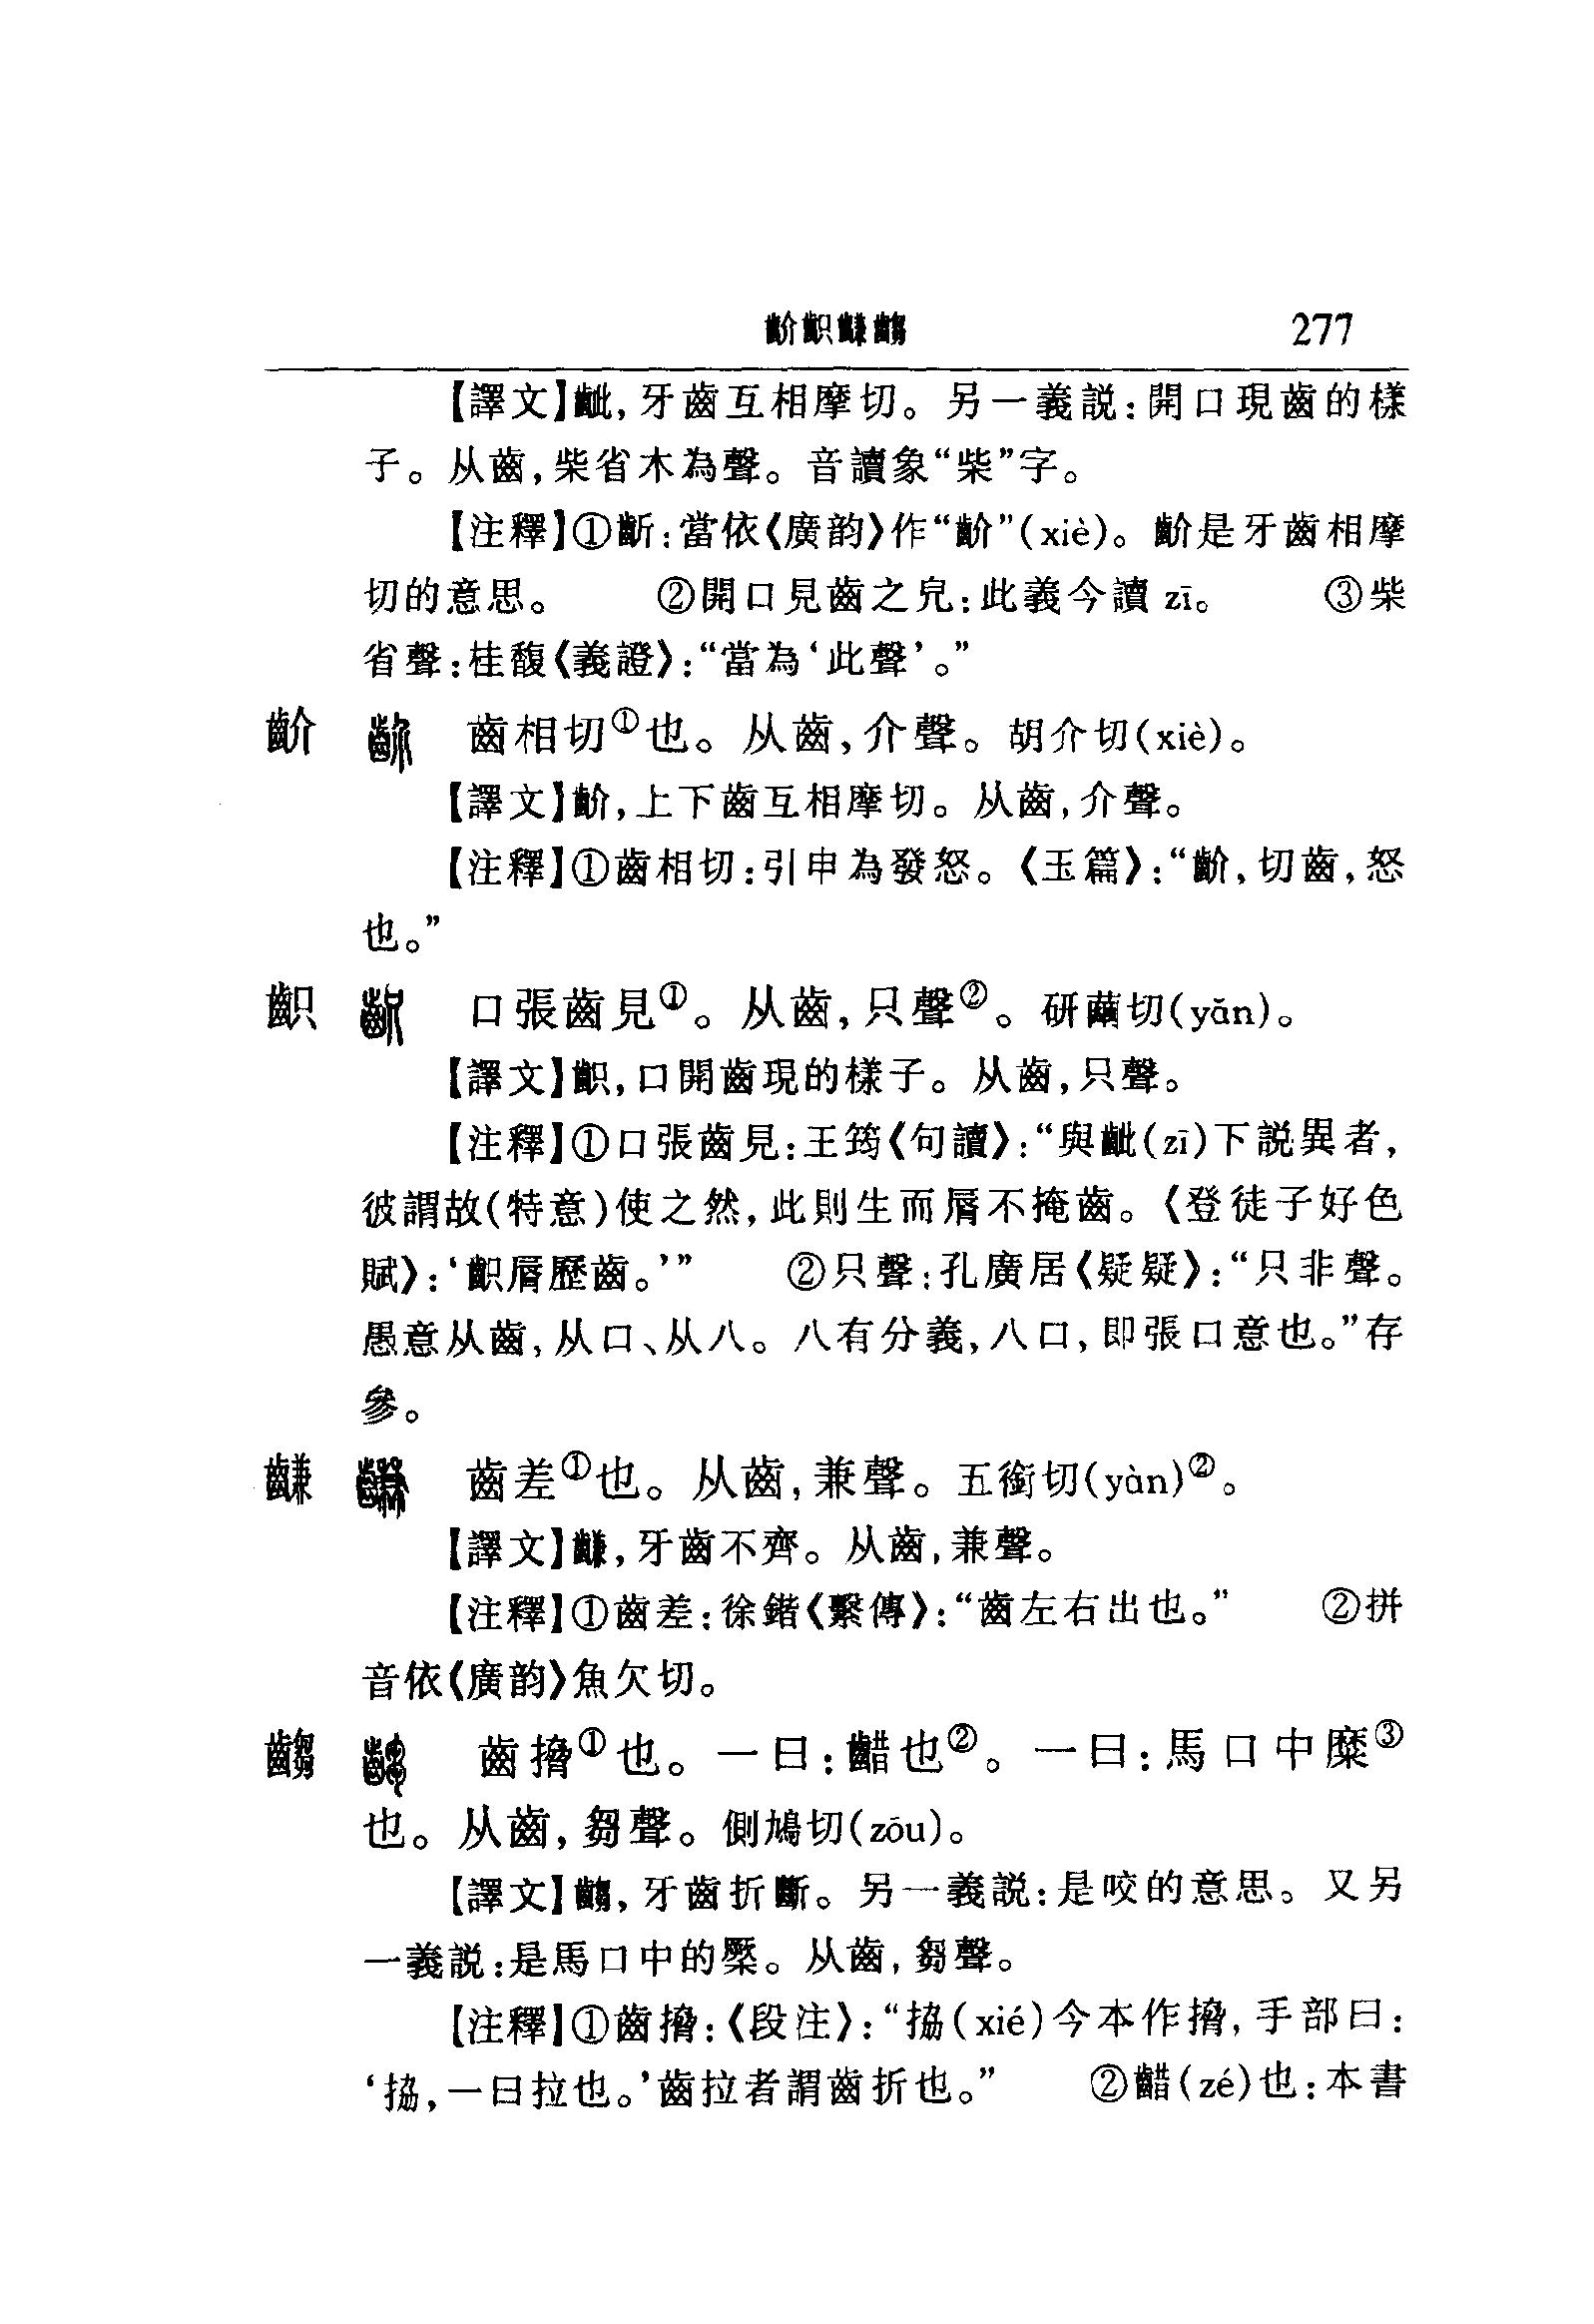 齘齞𪙊齺 277
【譯文】齜,牙齒互相摩切。另一義説:開口現齒的樣
子。从齒,柴省木為聲。音讀象“柴”字。
【注釋】①齗:當依《廣韵》作“齘”(xiè)。齘是牙齒相摩
切的意思。 ②開口見齒之皃:此義今讀 zī。 ③柴
省聲:桂馥《義證》:“當為‘此聲’。”
齘 齒相切①也。从齒,介聲。胡介切(xiè)。
【譯文】齘,上下齒互相摩切。从齒,介聲。
【注釋】①齒相切:引申為發怒。《玉篇》:“齘,切齒,怒
也。”
齞 口張齒見①。从齒,只聲②。研繭切(yǎn)。
【譯文】齞,口開齒現的樣子。从齒,只聲。
【注釋】①口張齒見:王筠《句讀》:“與齜(zī)下説異者,
彼謂故(特意)使之然,此則生而脣不掩齒。《登徒子好色
賦》:‘齞脣歷齒。’” ②只聲:孔廣居《疑疑》:“只非聲。
愚意从齒,从口、从八。八有分義,八口,即張口意也。”存
參。
𪙊 齒差①也。从齒,兼聲。五銜切(yàn)②。
【譯文】𪙊,牙齒不齊。从齒,兼聲。
【注釋】①齒差:徐鍇《繫傳》:“齒左右出也。” ②拼
音依《廣韵》魚欠切。
齺 齒搚①也。一曰:齰也②。一曰:馬口中糜③
也。从齒,芻聲。側鳩切(zōu)。
【譯文】齺,牙齒折斷。另一義説:是咬的意思。又另
一義説:是馬口中的橜。从齒,芻聲。
【注釋】①齒搚:《段注》:“拹(xié)今本作搚,手部曰:
‘拹,一曰拉也。’齒拉者謂齒折也。” ②齰(zé)也:本書